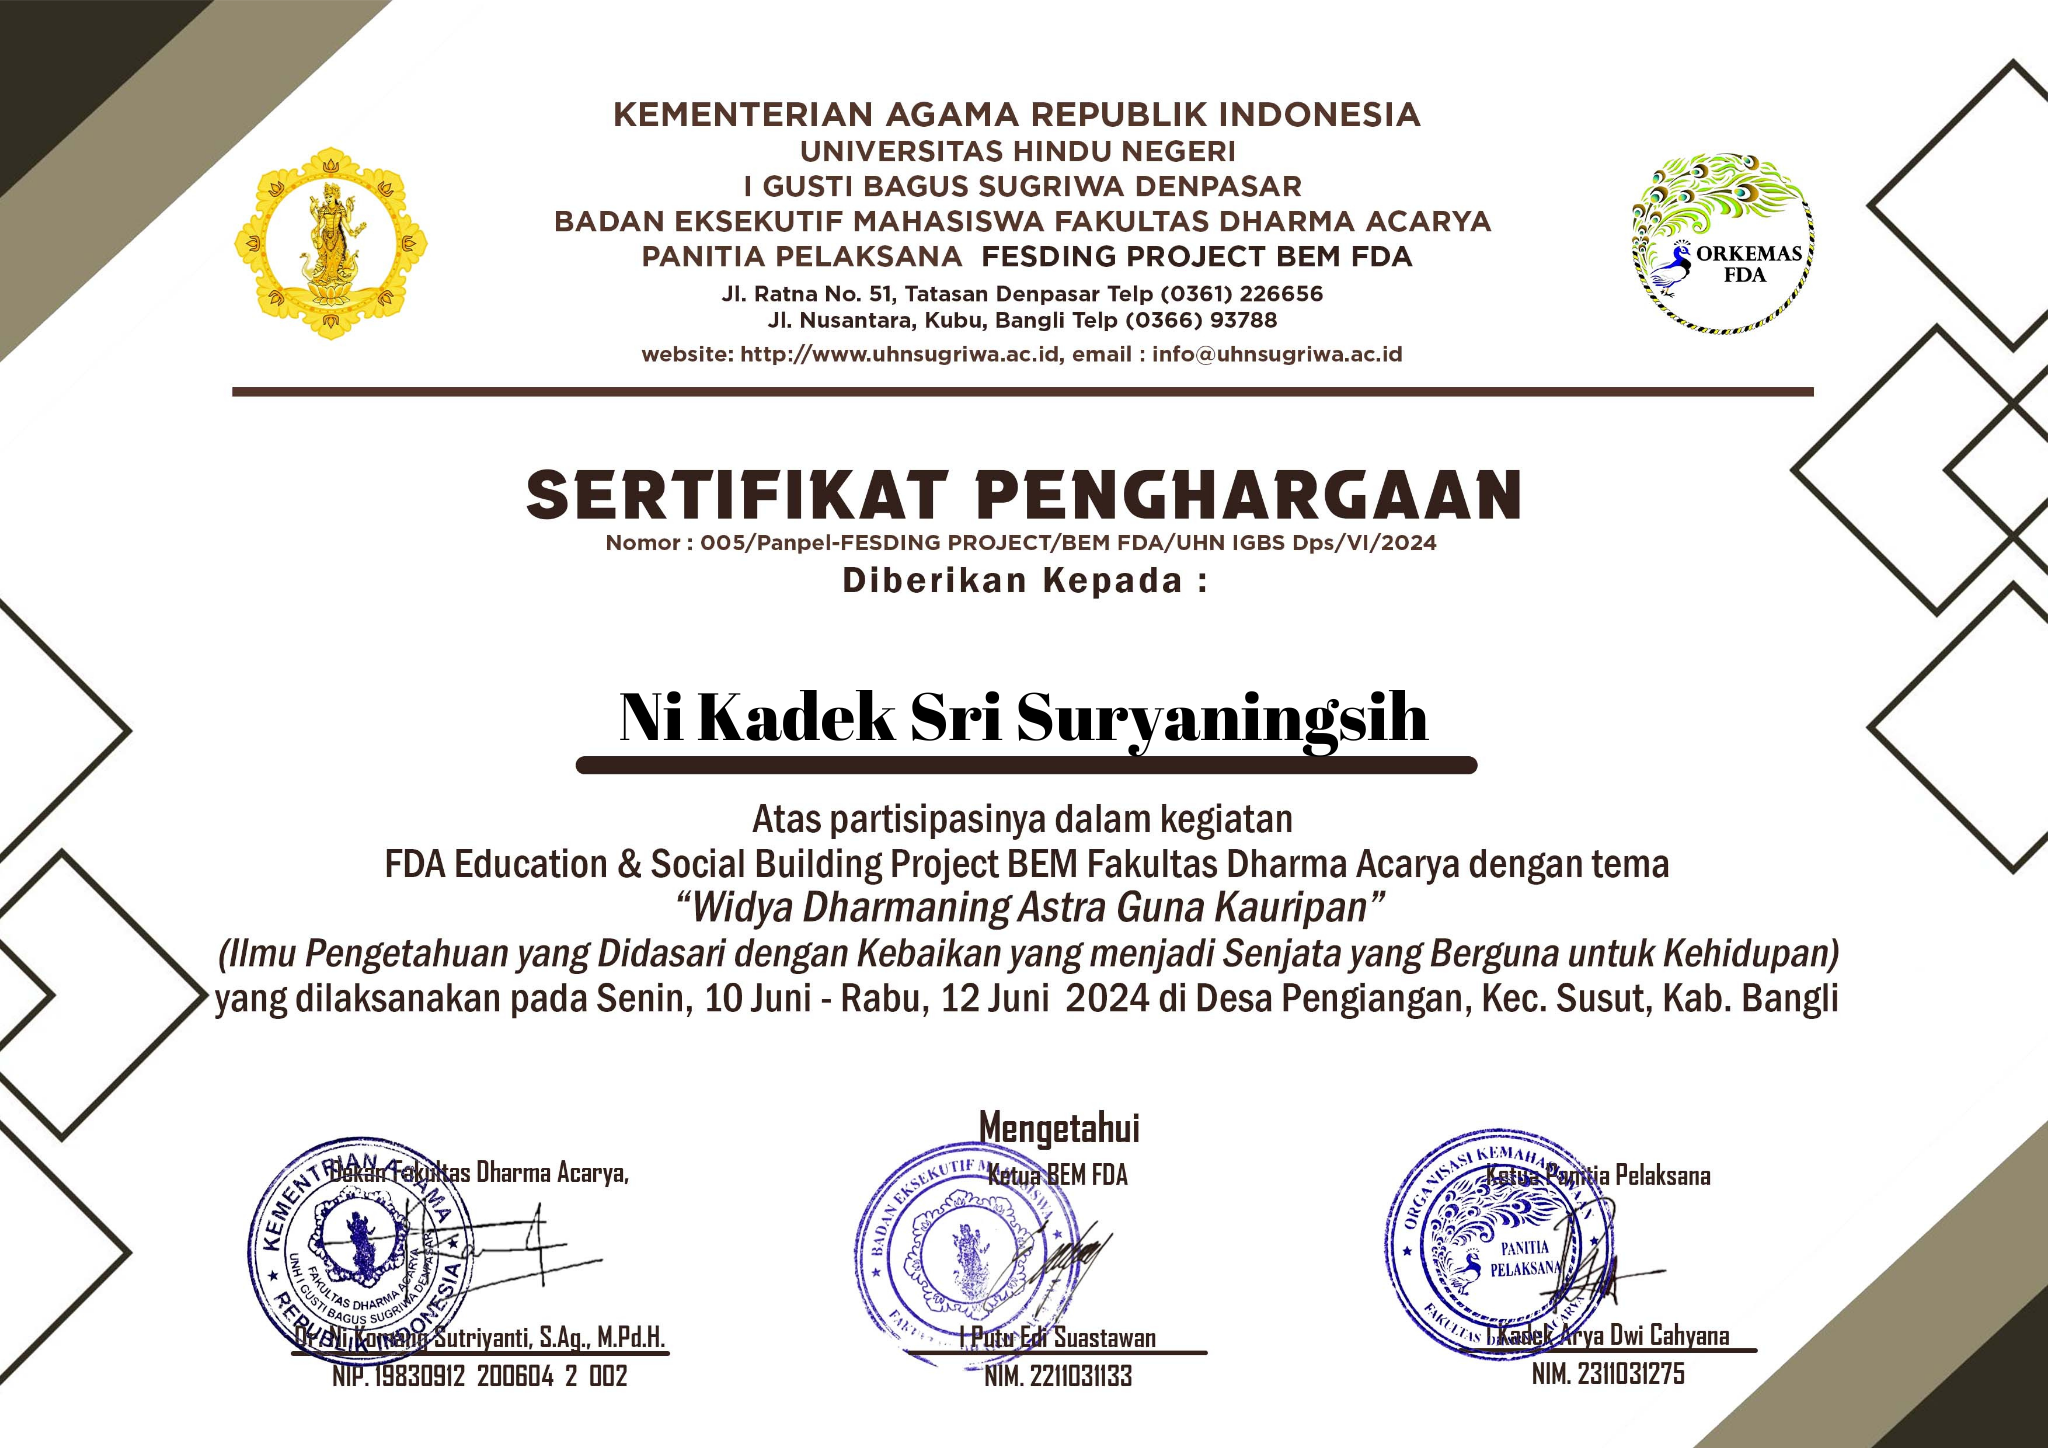 KEMENTERIAN AGAMA REPUBLIK INDONESIA
UNIVERSITAS HINDU NEGERI
I GUSTI BAGUS SUGRIWA DENPASAR
BADAN EKSEKUTIF MAHASISWA FAKULTAS DHARMA ACARYA
PANITIA PELAKSANA FESDING PROJECT BEM FDA
Jl. Ratna No. 51, Tatasan Denpasar Telp (0361) 226656
Jl. Nusantara, Kubu, Bangli Telp (0366) 93788
website: http://www.uhnsugriwa.ac.id, email : info@uhnsugriwa.ac.id
ORKEMAS
FDA
SERTIFIKAT PENGHARGAAN
Nomor : 005/Panpel-FESDING PROJECT/BEM FDA/UHN IGBS Dps/VI/2024
Diberikan Kepada :
Ni Kadek Sri Suryaningsih
Atas partisipasinya dalam kegiatan
FDA Education & Social Building Project BEM Fakultas Dharma Acarya dengan tema
“Widya Dharmaning Astra Guna Kauripan”
(Ilmu Pengetahuan yang Didasari dengan Kebaikan yang menjadi Senjata yang Berguna untuk Kehidupan)
yang dilaksanakan pada Senin, 10 Juni - Rabu, 12 Juni 2024 di Desa Pengiangan, Kec. Susut, Kab. Bangli
Mengetahui
Dekan Fakultas Dharma Acarya,
KEMENTRIAN AGAMA
REPUBLIK INDONESIA
FAKULTAS DHARMA ACARYA
UNH I GUSTI BAGUS SUGRIWA DENPASAR
Dr. Ni Komang Sutriyanti, S.Ag., M.Pd.H.
NIP. 19830912 200604 2 002
Ketua BEM FDA
BADAN EKSEKUTIF MAHASISWA
I Putu Edi Suastawan
NIM. 2211031133
Ketua Panitia Pelaksana
ORGANISASI KEMAHASISWAAN
PANITIA
PELAKSANA
FAKULTAS DHARMA ACARYA
I Kadek Arya Dwi Cahyana
NIM. 2311031275